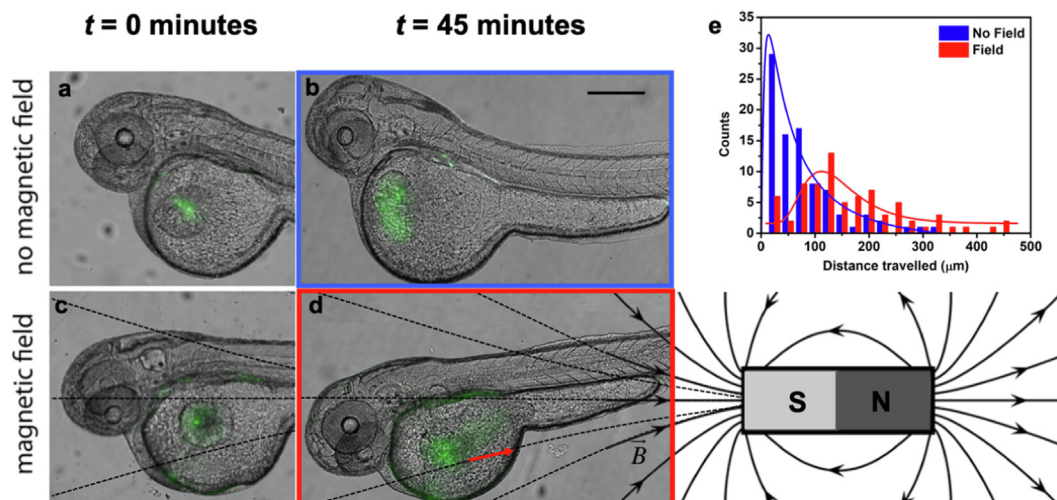 t = 0 minutes
t = 45 minutes
no magnetic field
magnetic field
a
b
c
d
B
e
No Field
Field
Counts
35
30
25
20
15
10
5
0
0
100
200
300
400
500
Distance travelled (μm)
S
N